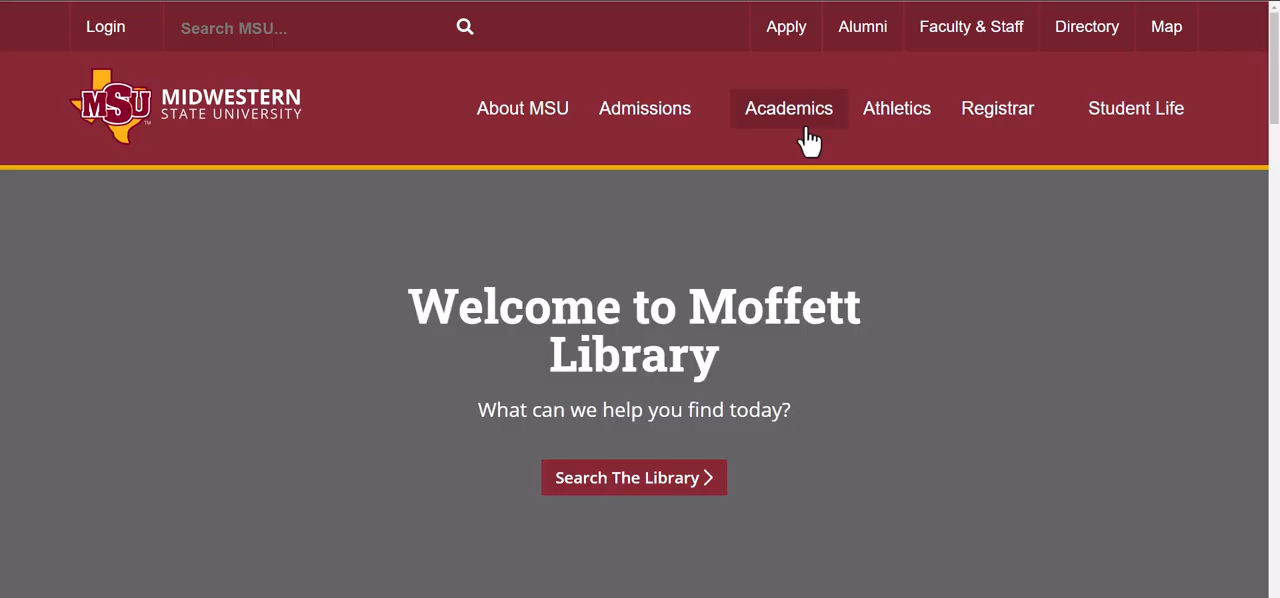 Login
Search MSU...
Apply
Alumni
Faculty & Staff
Directory
Map
MSU
MIDWESTERN
STATE UNIVERSITY
About MSU
Admissions
Academics
Athletics
Registrar
Student Life
Welcome to Moffett
Library
What can we help you find today?
Search The Library